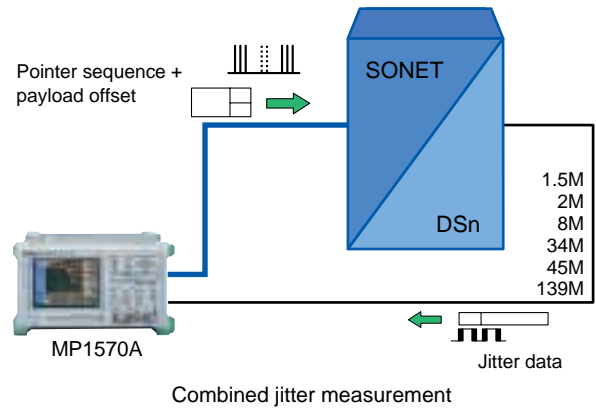 Pointer sequence +
payload offset
SONET
DSn
1.5M
2M
8M
34M
45M
139M
MP1570A
Jitter data
Combined jitter measurement